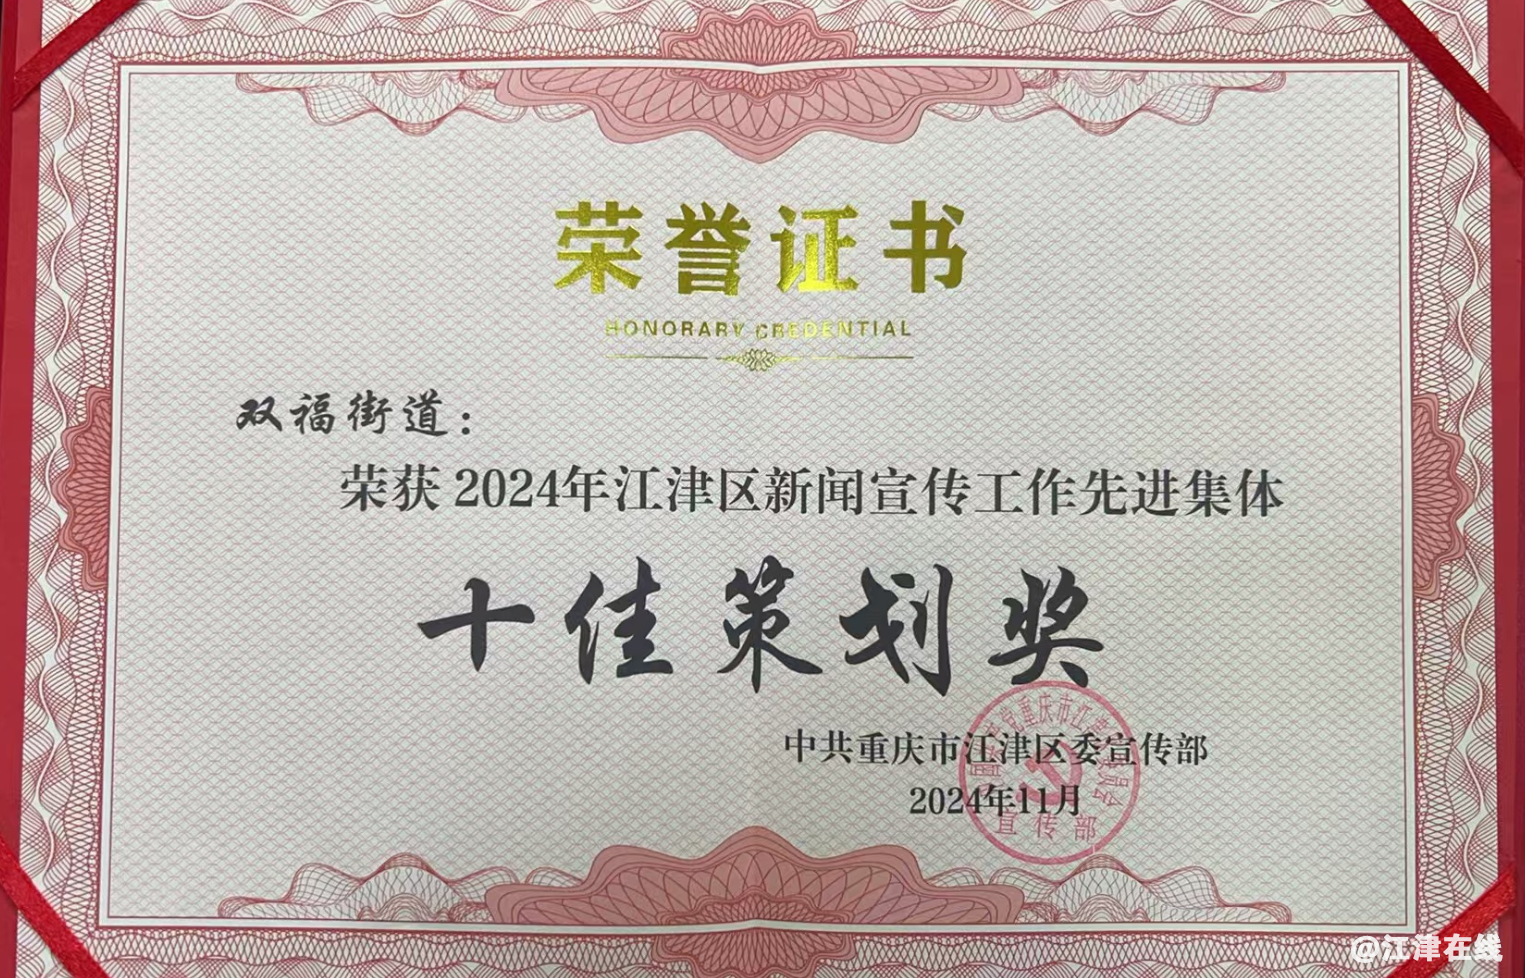 荣誉证书
HONORARY CREDENTIAL
双福街道：
荣获2024年江津区新闻宣传工作先进集体
十佳策划奖
中共重庆市江津区委宣传部
2024年11月
宣传部
@江津在线